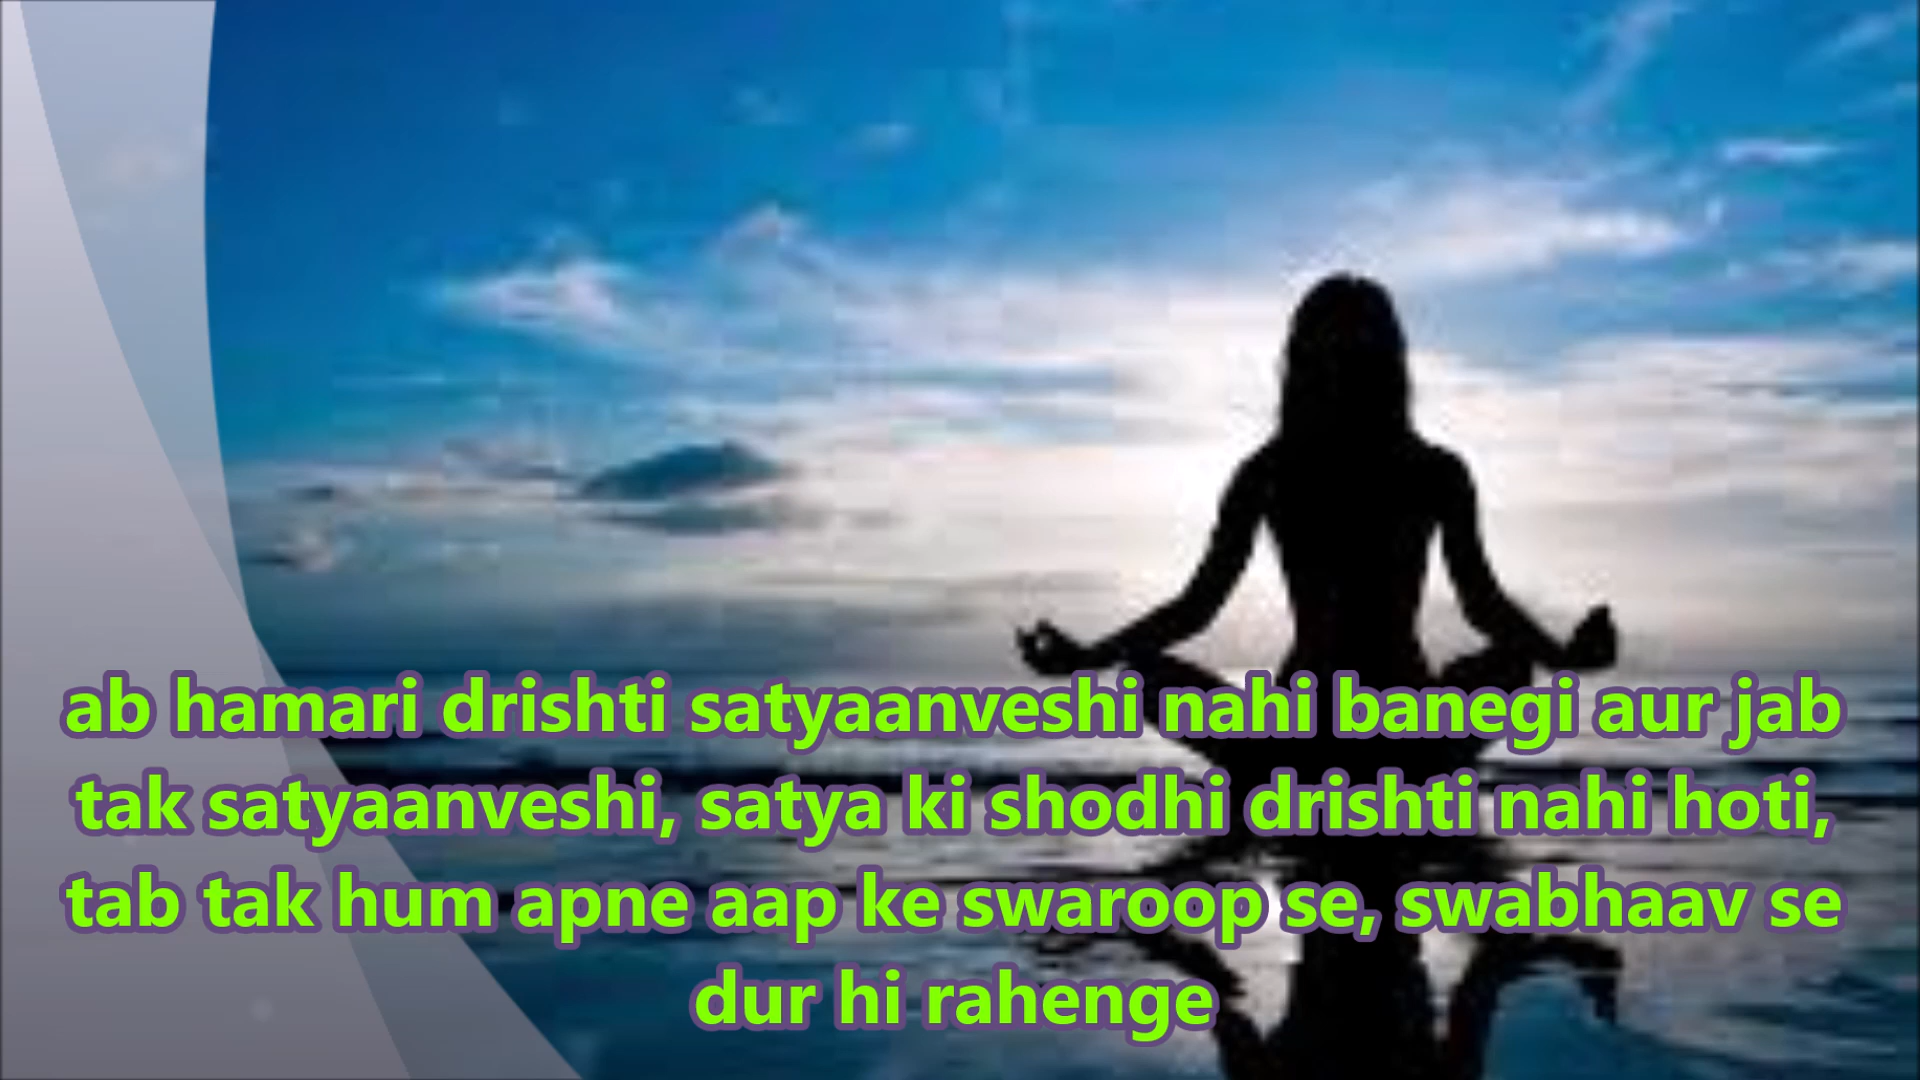 ab hamari drishti satyaanveshi nahi banegi aur jab
tak satyaanveshi, satya ki shodhi drishti nahi hoti,
tab tak hum apne aap ke swaroop se, swabhaav se
dur hi rahenge